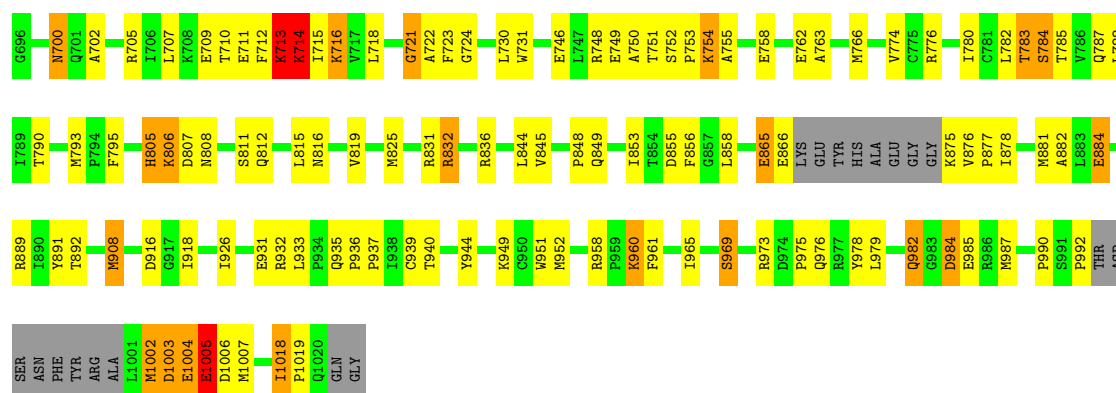 G696 N700 Q701 A702 R705 I706 L707 K708 E709 T710 E711 F712 K713 K714 I715 K716 V717 L718 G721 A722 F723 G724 L730 W731 E746 L747 R748 E749 A750 T751 S752 P753 K754 A755 E758 E762 A763 M766 V774 C775 R776 I780 C781 L782 T783 S784 T785 V786 Q787
I789 T790 M793 P794 F795 H805 K806 D807 N808 S811 Q812 L815 N816 V819 M825 R831 R832 R836 L844 V845 P848 Q849 I853 T854 D855 F856 G857 L858 E865 E866 LYS GLU TYR HIS ALA GLU GLY GLY K875 V876 P877 I878 M881 A882 L883 E884
R889 I890 Y891 T892 M908 D916 G917 I918 I926 E931 R932 L933 P934 Q935 P936 P937 I938 C939 T940 Y944 K949 C950 W951 M952 R958 P959 K960 F961 I965 S969 R973 D974 P975 Q976 R977 Y978 L979 Q982 G983 D984 E985 R986 M987 P990 S991 P992 THR
SER ASN PHE TYR ARG ALA L1001 M1002 D1003 E1004 E1005 D1006 M1007 I1018 P1019 Q1020 GLN GLY